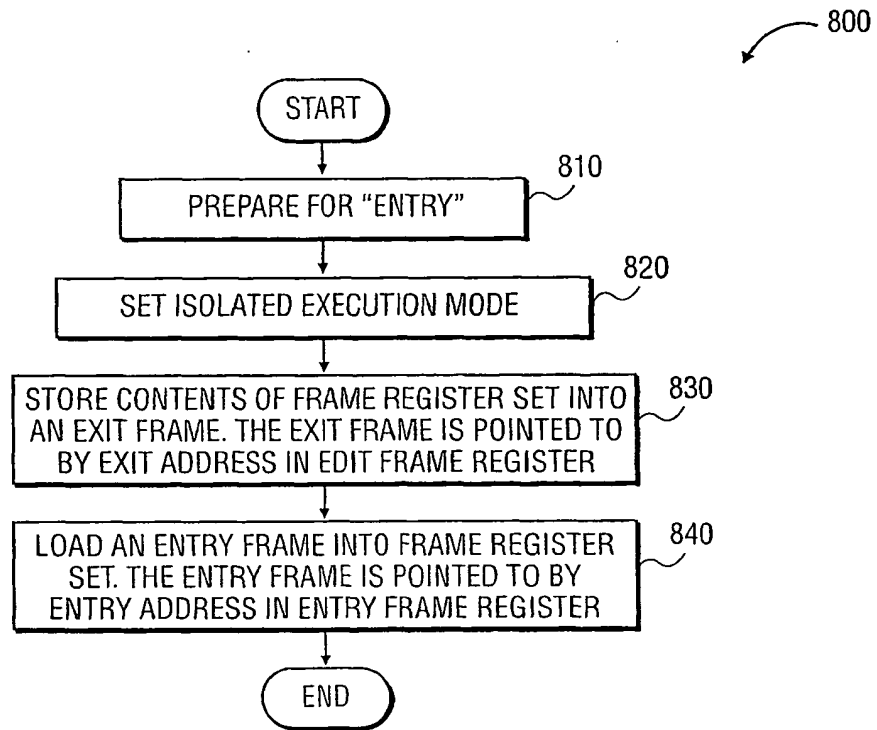 800
START
810
PREPARE FOR "ENTRY"
820
SET ISOLATED EXECUTION MODE
830
STORE CONTENTS OF FRAME REGISTER SET INTO
AN EXIT FRAME. THE EXIT FRAME IS POINTED TO
BY EXIT ADDRESS IN EDIT FRAME REGISTER
840
LOAD AN ENTRY FRAME INTO FRAME REGISTER
SET. THE ENTRY FRAME IS POINTED TO BY
ENTRY ADDRESS IN ENTRY FRAME REGISTER
END